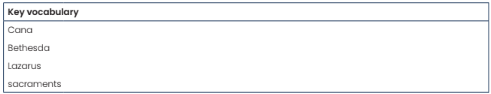 Key vocabulary
Cana
Bethesda
Lazarus
sacraments